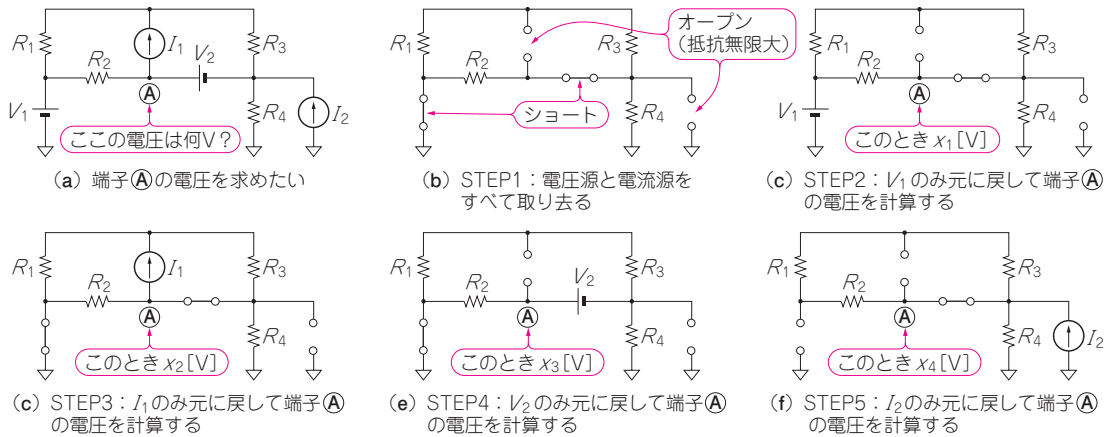 R1
I1
R3
V2
R2
V1
Ⓐ
R4
I2
ここの電圧は何V？
(a) 端子Ⓐの電圧を求めたい
オープン
(抵抗無限大)
R1
R3
R2
R4
ショート
(b) STEP1：電圧源と電流源を
すべて取り去る
R1
R3
R2
V1
Ⓐ
R4
このとき x1[V]
(c) STEP2：V1のみ元に戻して端子Ⓐ
の電圧を計算する
R1
I1
R3
R2
Ⓐ
R4
このとき x2[V]
(c) STEP3：I1のみ元に戻して端子Ⓐ
の電圧を計算する
R1
R3
V2
R2
Ⓐ
R4
このとき x3[V]
(e) STEP4：V2のみ元に戻して端子Ⓐ
の電圧を計算する
R1
R3
R2
Ⓐ
R4
I2
このとき x4[V]
(f) STEP5：I2のみ元に戻して端子Ⓐ
の電圧を計算する